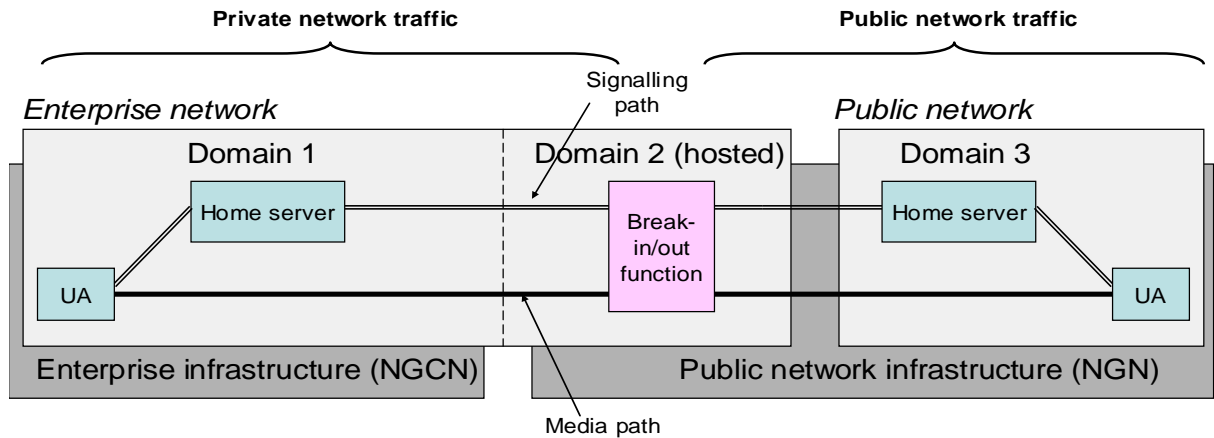 Private network traffic
Public network traffic
Signalling
path
Enterprise network
Public network
Domain 1
Domain 2 (hosted)
Domain 3
Home server
Break-
in/out
function
Home server
UA
UA
Enterprise infrastructure (NGCN)
Public network infrastructure (NGN)
Media path